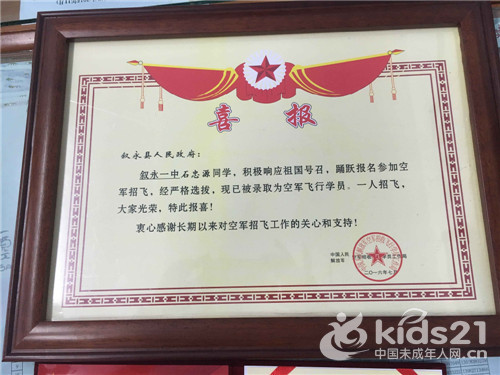 喜报
叙永县人民政府：
叙永一中石忠源同学，积极响应祖国号召，踊跃报名参加空
军招飞，经严格选拔，现已被录取为空军飞行学员。一人招飞，
大家光荣，特此报喜！
衷心感谢长期以来对空军招飞工作的关心和支持！
中国人民
解放军
二〇一六年七
kids21
中国未成年人网.cn